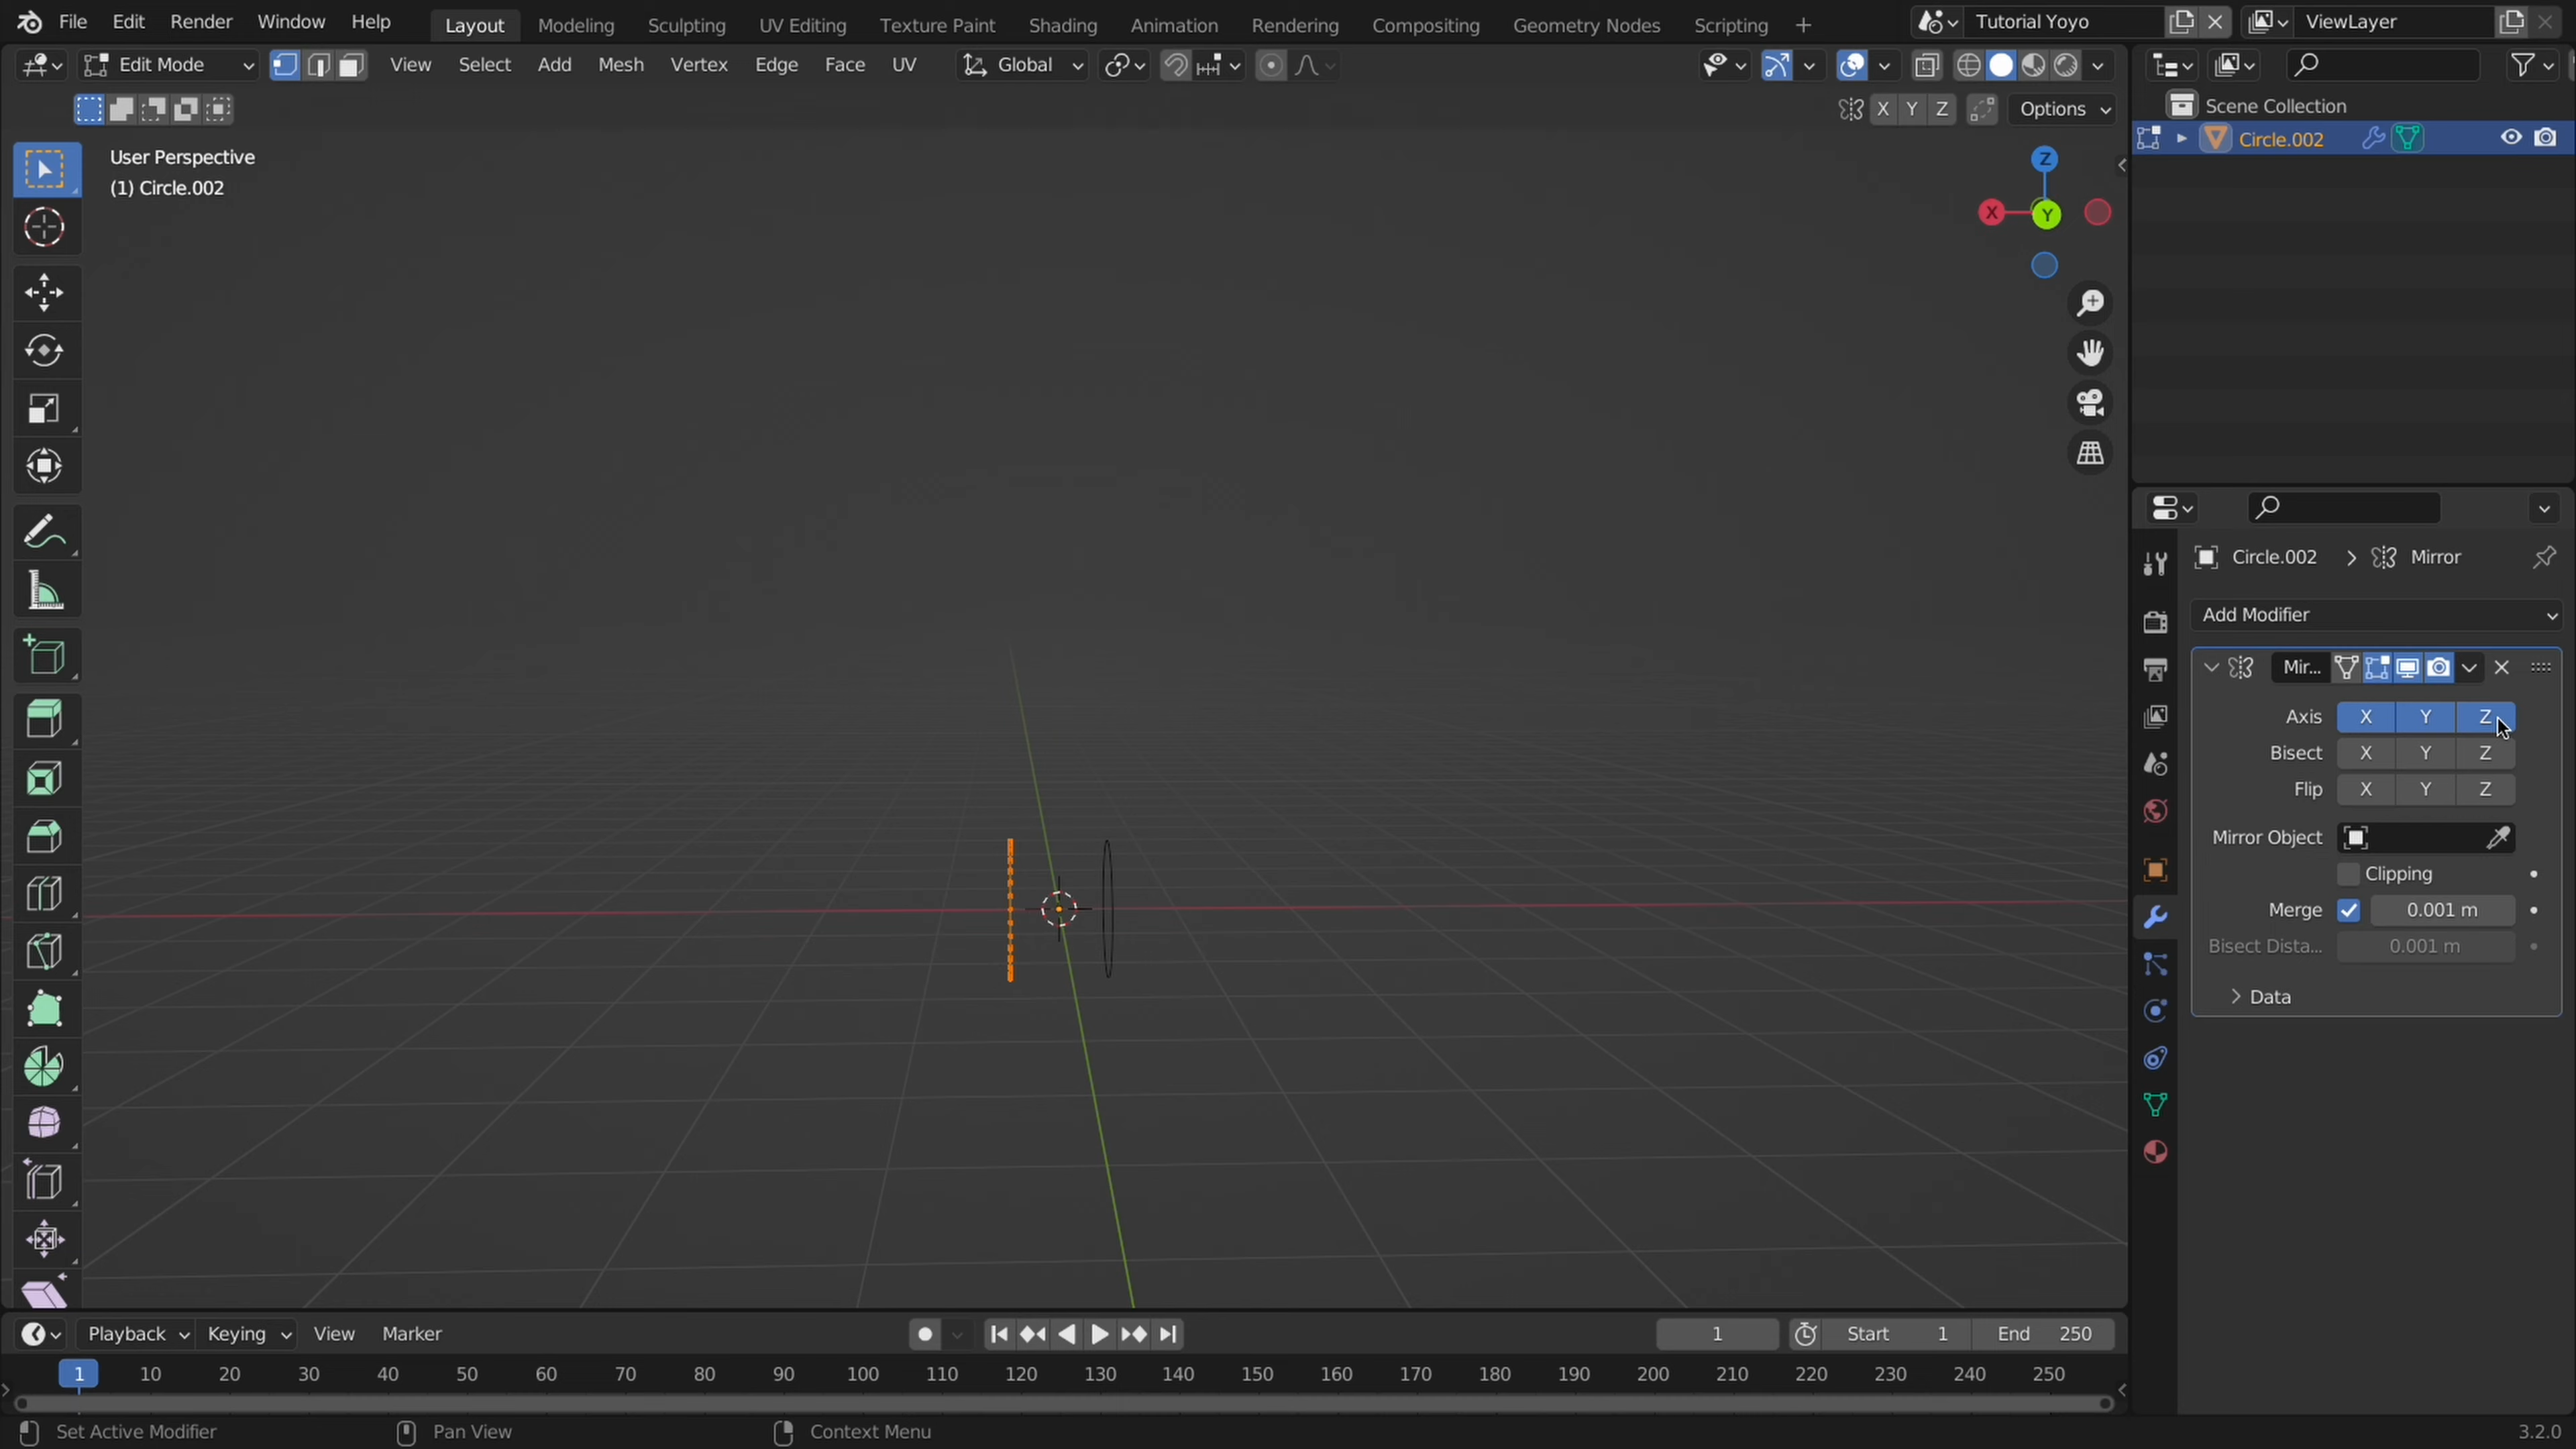 File Edit Render Window Help Layout Modeling Sculpting UV Editing Texture Paint Shading Animation Rendering Compositing Geometry Nodes Scripting + Tutorial Yoyo ViewLayer
Edit Mode View Select Add Mesh Vertex Edge Face UV Global
X Y Z Options
Scene Collection
Circle.002
User Perspective
(1) Circle.002
Z
X Y
Circle.002 > Mirror
Add Modifier
Mir...
Axis X Y Z
Bisect X Y Z
Flip X Y Z
Mirror Object
Clipping
Merge 0.001 m
Bisect Dista... 0.001 m
Data
Playback Keying View Marker 1 Start 1 End 250
1 10 20 30 40 50 60 70 80 90 100 110 120 130 140 150 160 170 180 190 200 210 220 230 240 250
Set Active Modifier Pan View Context Menu 3.2.0